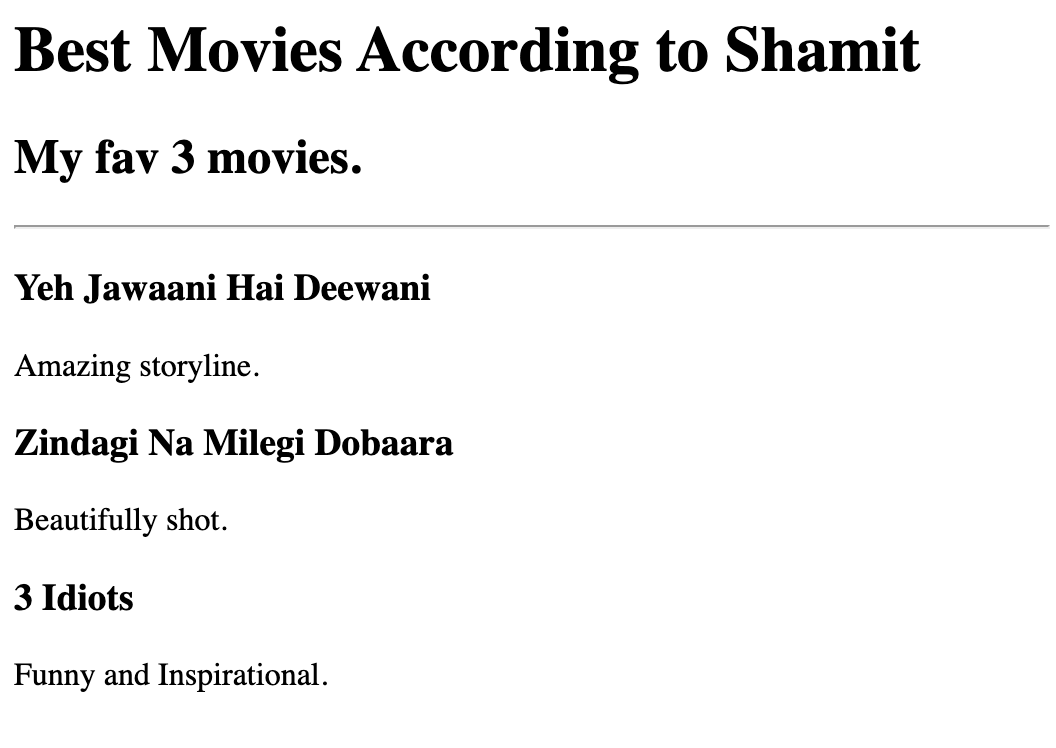 Best Movies According to Shamit
My fav 3 movies.
Yeh Jawaani Hai Deewani
Amazing storyline.
Zindagi Na Milegi Dobaara
Beautifully shot.
3 Idiots
Funny and Inspirational.